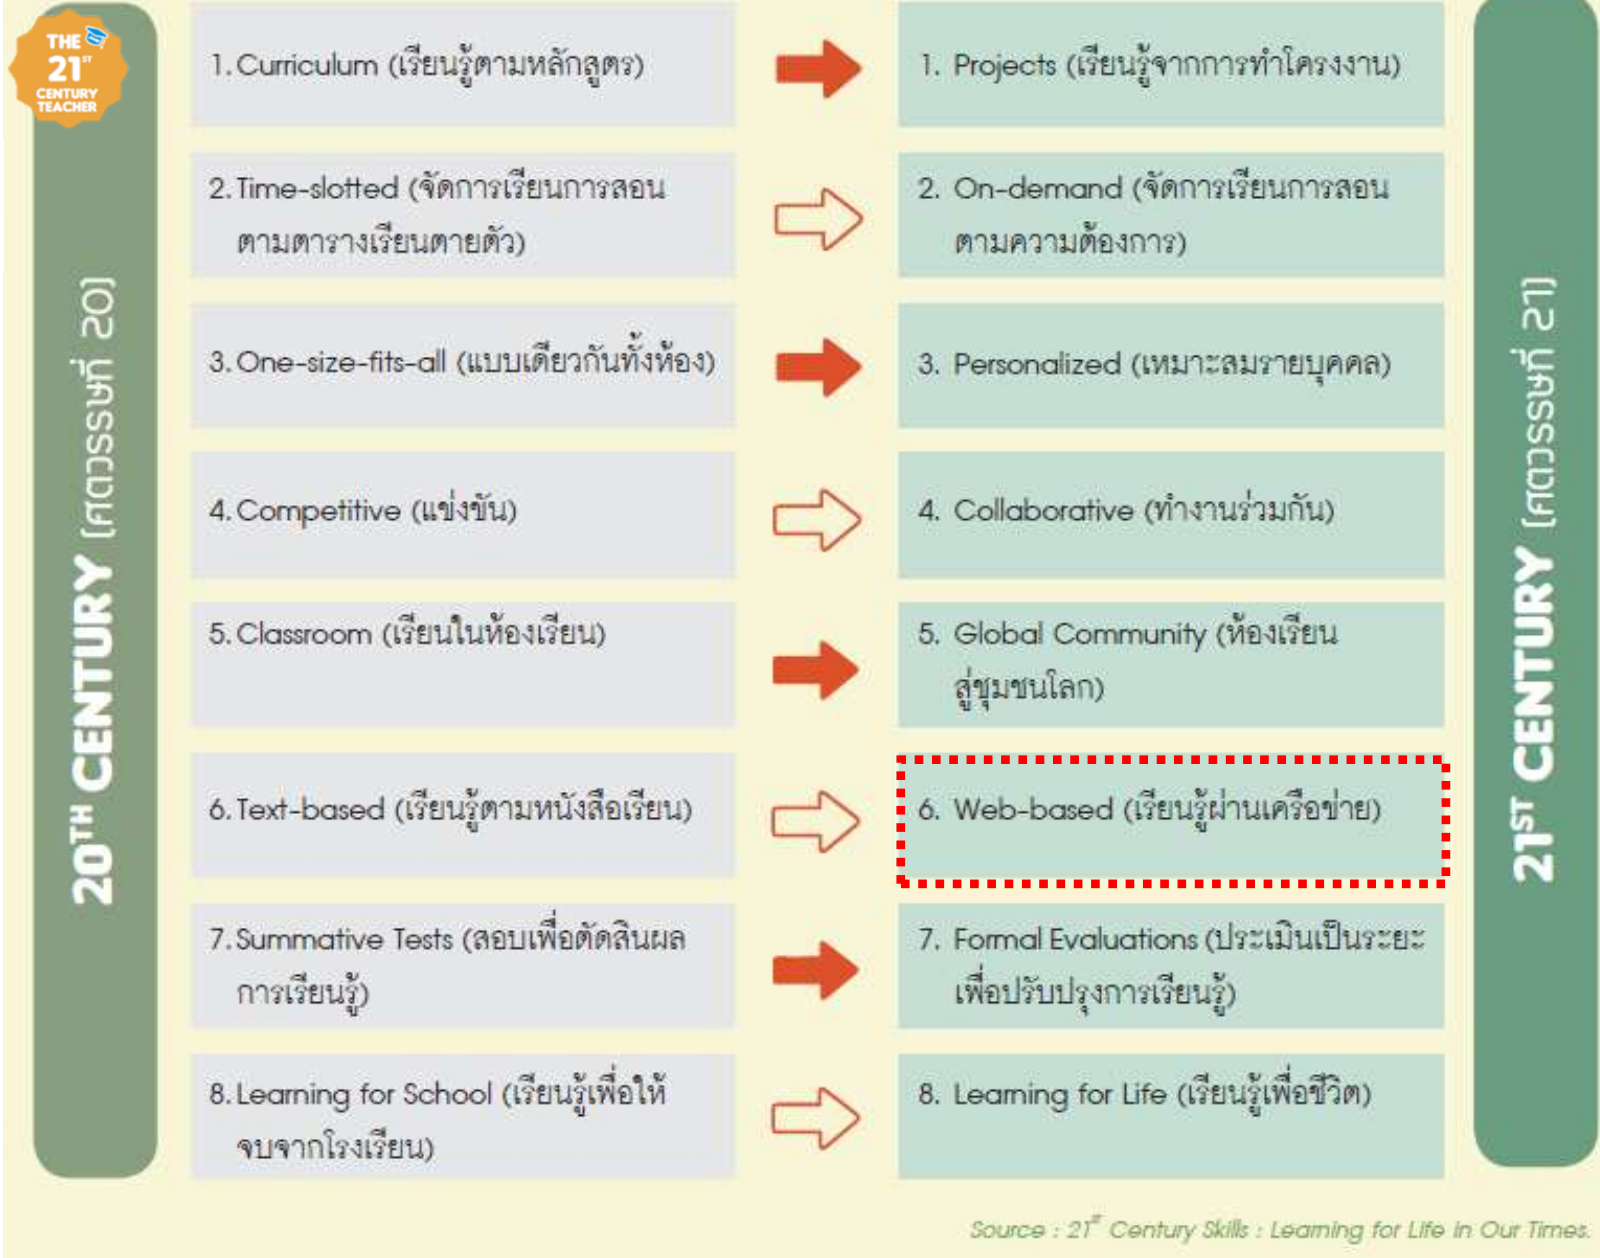 THE
21ST
CENTURY
TEACHER
20TH CENTURY (ศตวรรษที่ 20)
1. Curriculum (เรียนรู้ตามหลักสูตร)
1. Projects (เรียนรู้จากการทำโครงงาน)
2. Time-slotted (จัดการเรียนการสอน
ตามตารางเรียนตายตัว)
2. On-demand (จัดการเรียนการสอน
ตามความต้องการ)
3. One-size-fits-all (แบบเดียวกันทั้งห้อง)
3. Personalized (เหมาะสมรายบุคคล)
4. Competitive (แข่งขัน)
4. Collaborative (ทำงานร่วมกัน)
5. Classroom (เรียนในห้องเรียน)
5. Global Community (ห้องเรียน
สู่ชุมชนโลก)
6. Text-based (เรียนรู้ตามหนังสือเรียน)
6. Web-based (เรียนรู้ผ่านเครือข่าย)
7. Summative Tests (สอบเพื่อตัดสินผล
การเรียนรู้)
7. Formal Evaluations (ประเมินเป็นระยะ
เพื่อปรับปรุงการเรียนรู้)
8. Learning for School (เรียนรู้เพื่อให้
จบจากโรงเรียน)
8. Learning for Life (เรียนรู้เพื่อชีวิต)
21ST CENTURY (ศตวรรษที่ 21)
Source : 21st Century Skills : Learning for Life in Our Times.